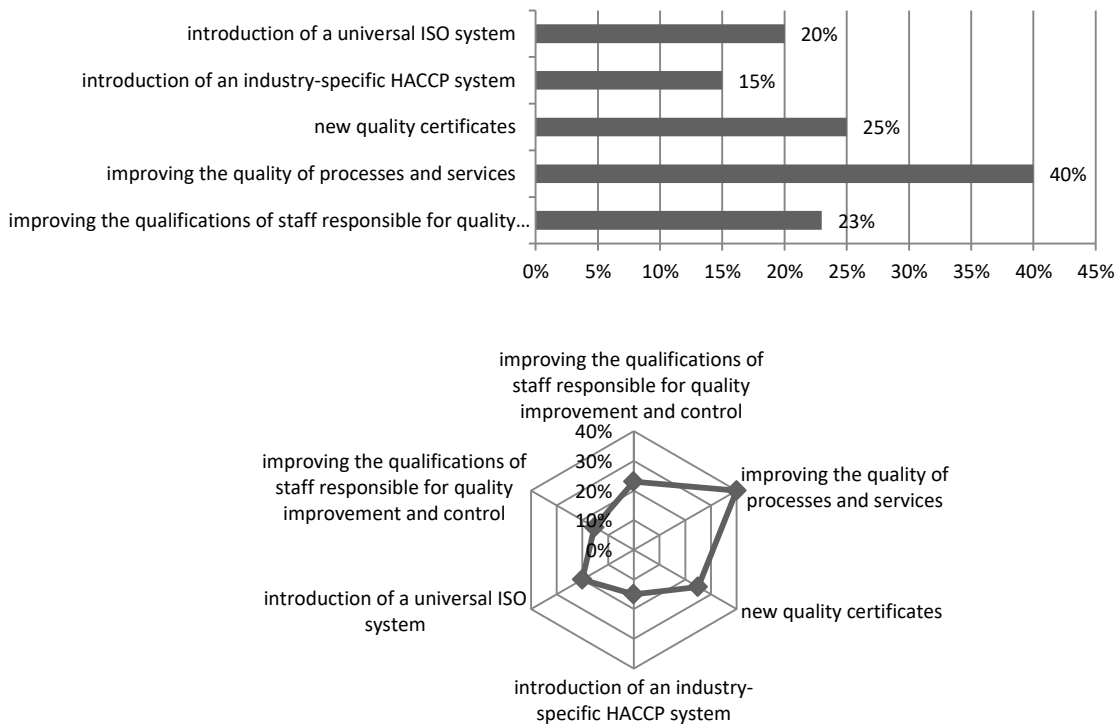 introduction of a universal ISO system
20%
introduction of an industry-specific HACCP system
15%
new quality certificates
25%
improving the quality of processes and services
40%
improving the qualifications of staff responsible for quality...
23%
0% 5% 10% 15% 20% 25% 30% 35% 40% 45%
improving the qualifications of
staff responsible for quality
improvement and control
40%
30%
20%
10%
0%
improving the quality of
processes and services
new quality certificates
introduction of an industry-
specific HACCP system
introduction of a universal ISO
system
improving the qualifications of
staff responsible for quality
improvement and control